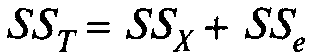 SS_T = SS_X + SS_e